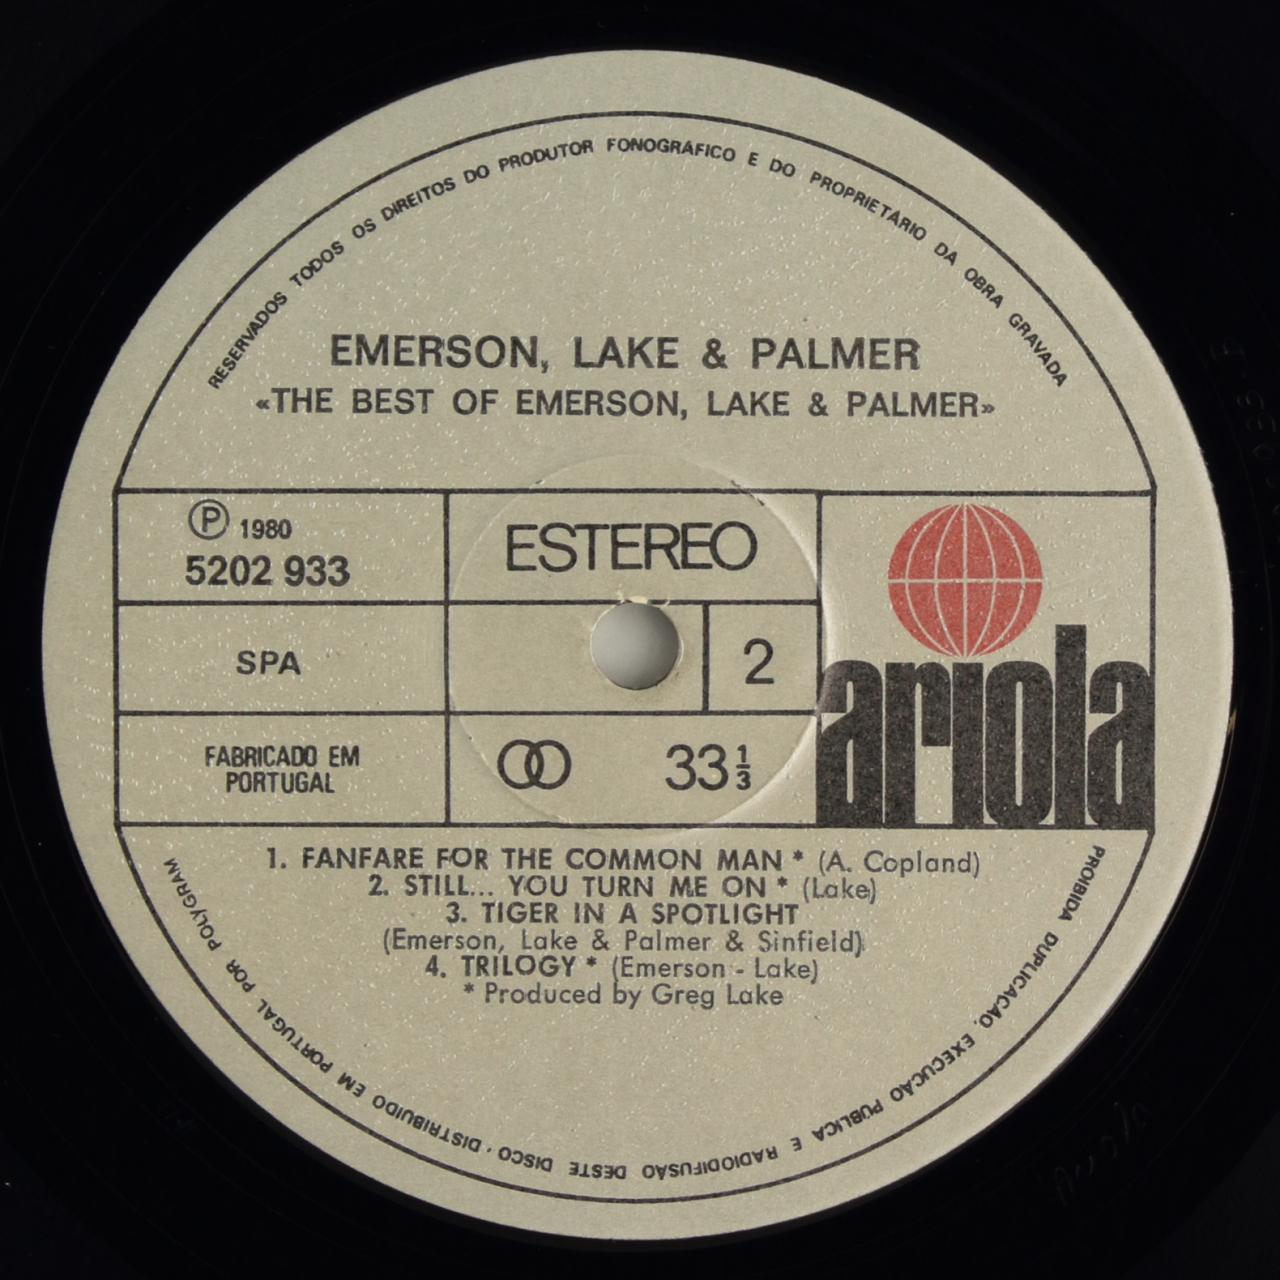 RESERVADOS TODOS OS DIREITOS DO PRODUTOR FONOGRAFICO E DO PROPRIETARIO DA OBRA GRAVADA
EMERSON, LAKE & PALMER
«THE BEST OF EMERSON, LAKE & PALMER»
Ⓟ 1980
5202 933
ESTEREO
SPA
2
ariola
FABRICADO EM
PORTUGAL
33 1/3
1. FANFARE FOR THE COMMON MAN * (A. Copland)
2. STILL... YOU TURN ME ON * (Lake)
3. TIGER IN A SPOTLIGHT
(Emerson, Lake & Palmer & Sinfield)
4. TRILOGY * (Emerson - Lake)
* Produced by Greg Lake
PROIBIDA DUPLICAÇAO, EXECUÇAO PUBLICA E RADIODIFUSAO DESTE DISCO · DISTRIBUIDO EM PORTUGAL POR POLYGRAM